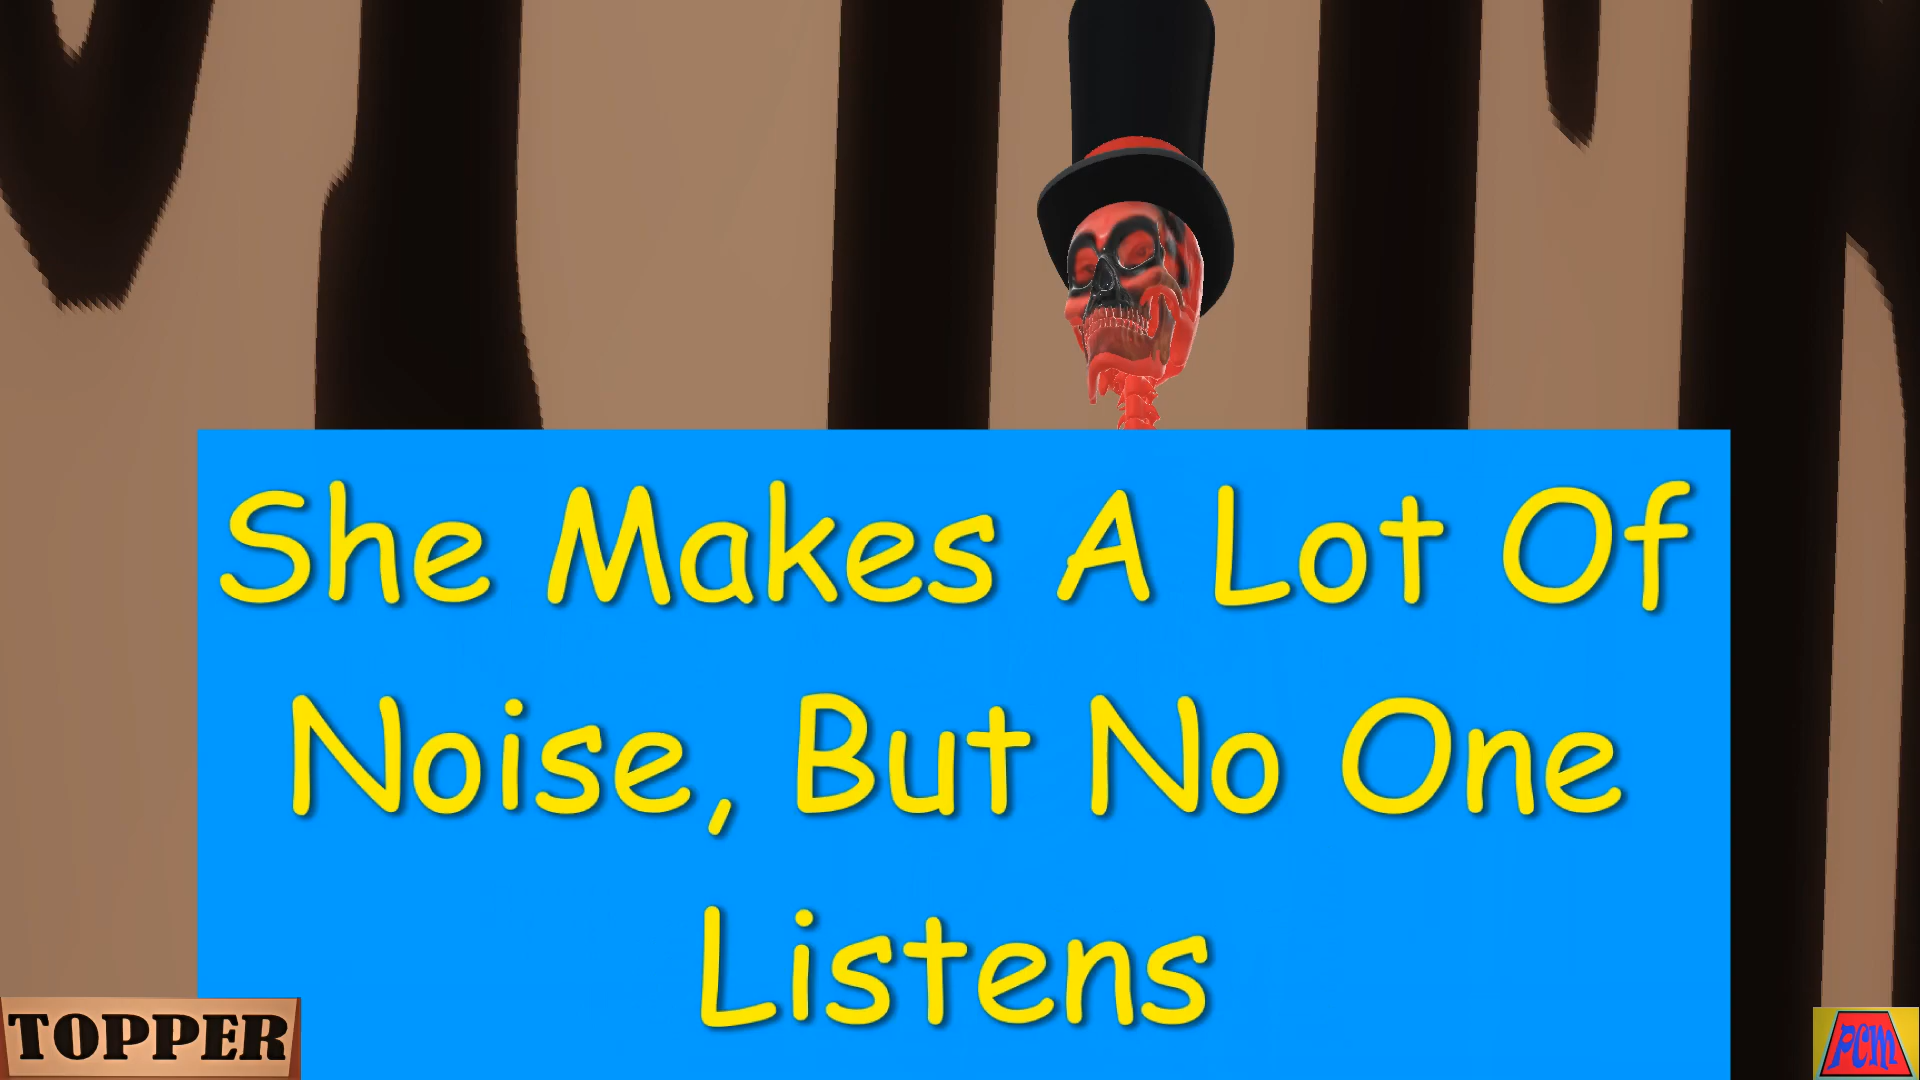 She Makes A Lot Of
Noise, But No One
Listens
TOPPER
PCM